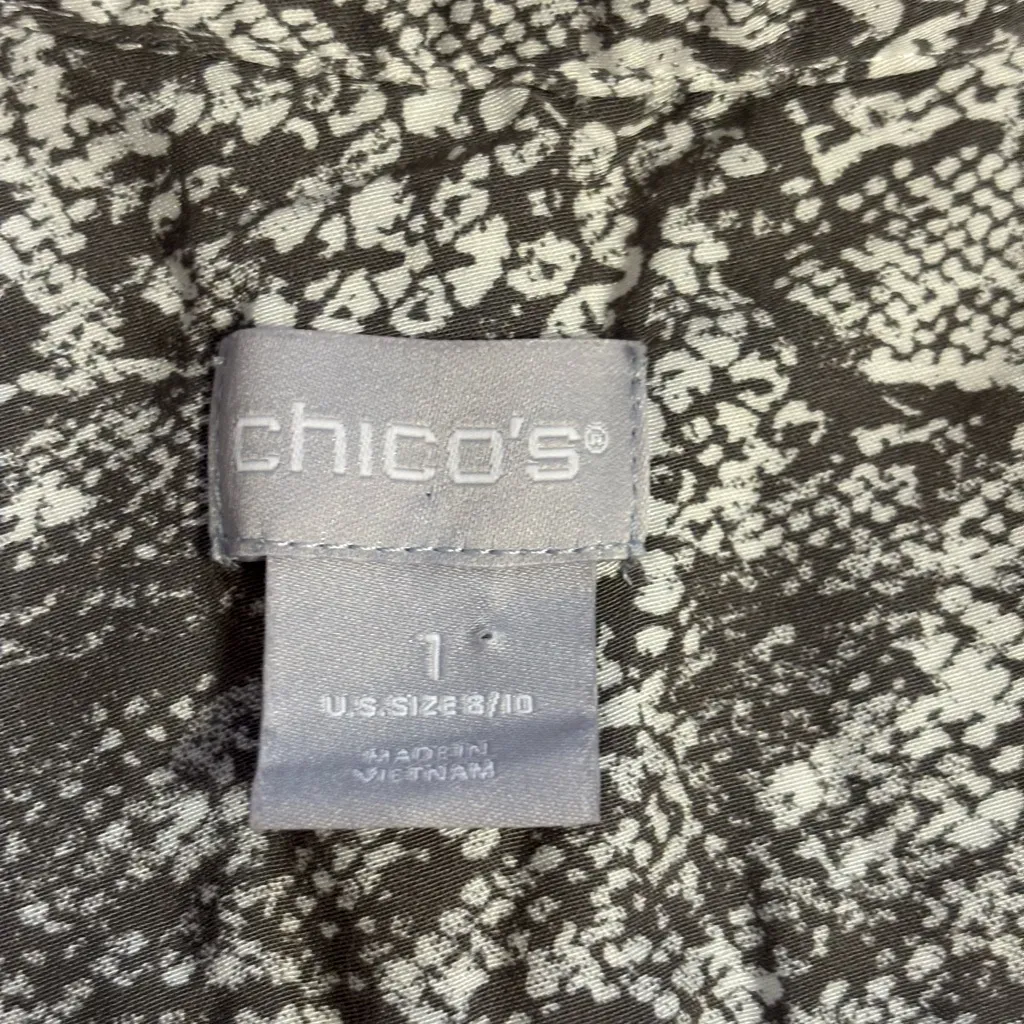 chico's®
1
U.S. SIZE 8/10
MADE IN
VIETNAM